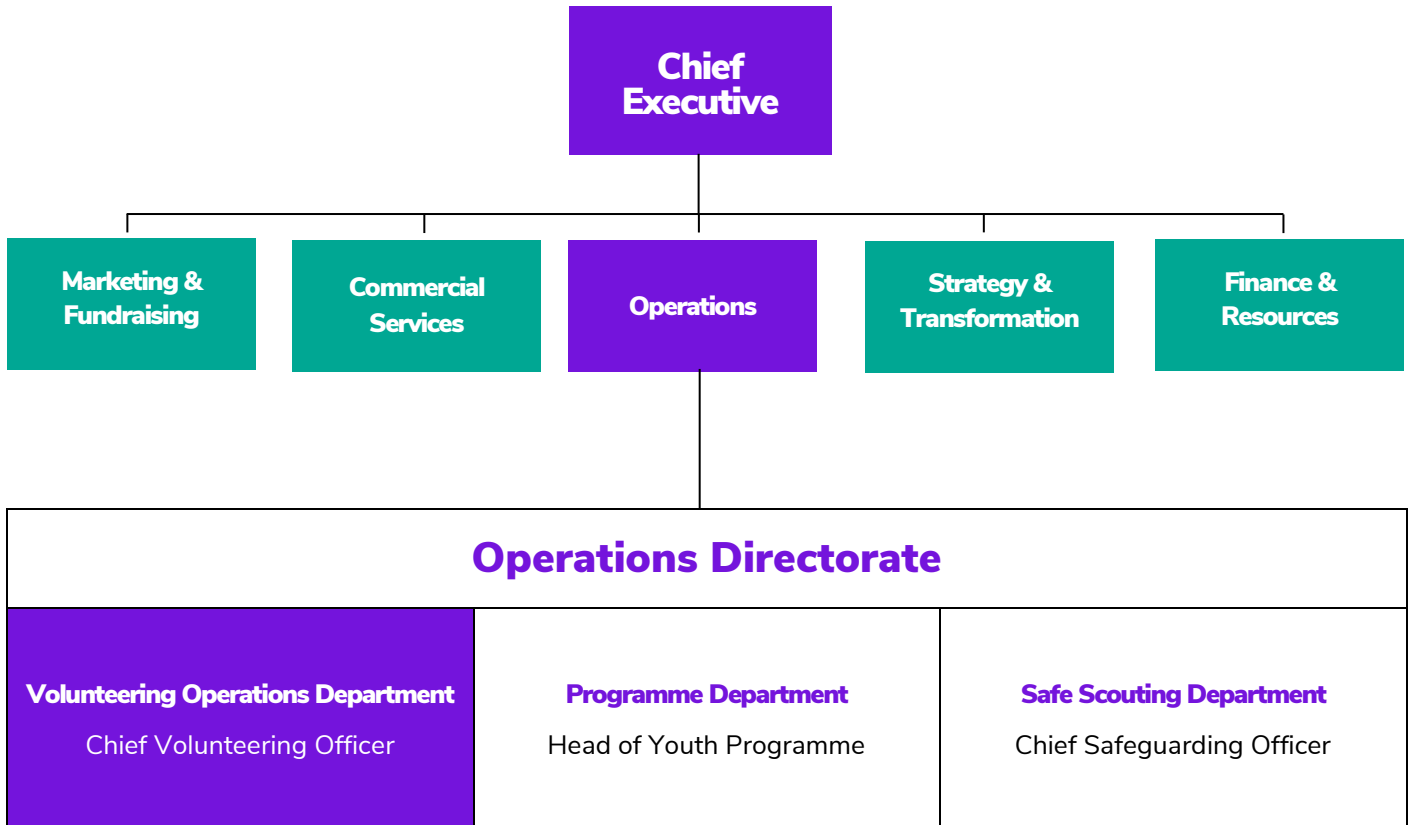 Chief
Executive
Marketing &
Fundraising
Commercial
Services
Operations
Strategy &
Transformation
Finance &
Resources
Operations Directorate
Volunteering Operations Department
Chief Volunteering Officer
Programme Department
Head of Youth Programme
Safe Scouting Department
Chief Safeguarding Officer